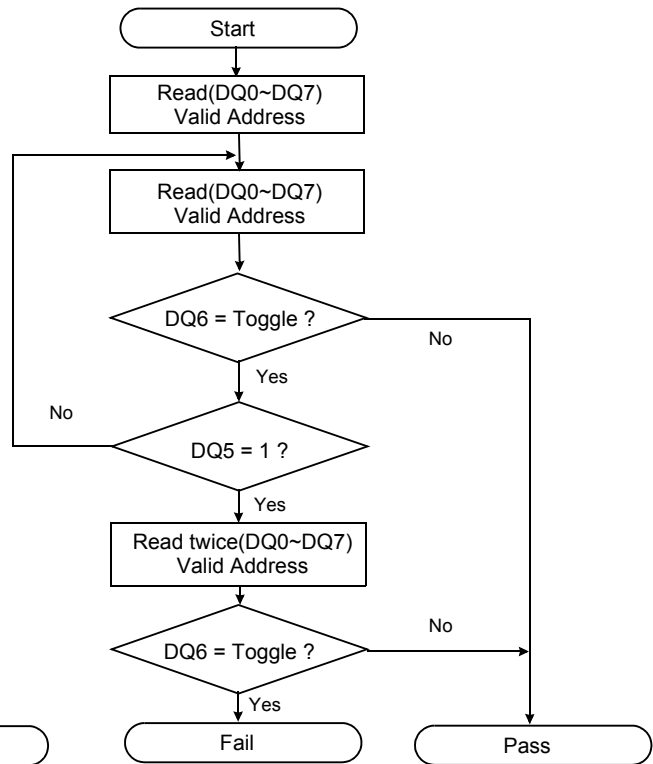 Start
Read(DQ0~DQ7)
Valid Address
Read(DQ0~DQ7)
Valid Address
DQ6 = Toggle ?
No
Yes
No
DQ5 = 1 ?
Yes
Read twice(DQ0~DQ7)
Valid Address
No
DQ6 = Toggle ?
Yes
Fail
Pass